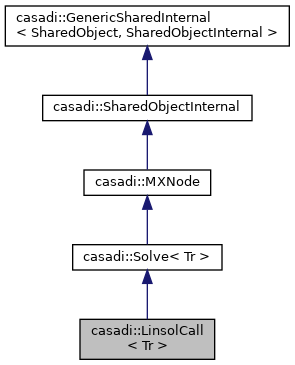 casadi::GenericSharedInternal
< SharedObject, SharedObjectInternal >
casadi::SharedObjectInternal
casadi::MXNode
casadi::Solve< Tr >
casadi::LinsolCall
< Tr >